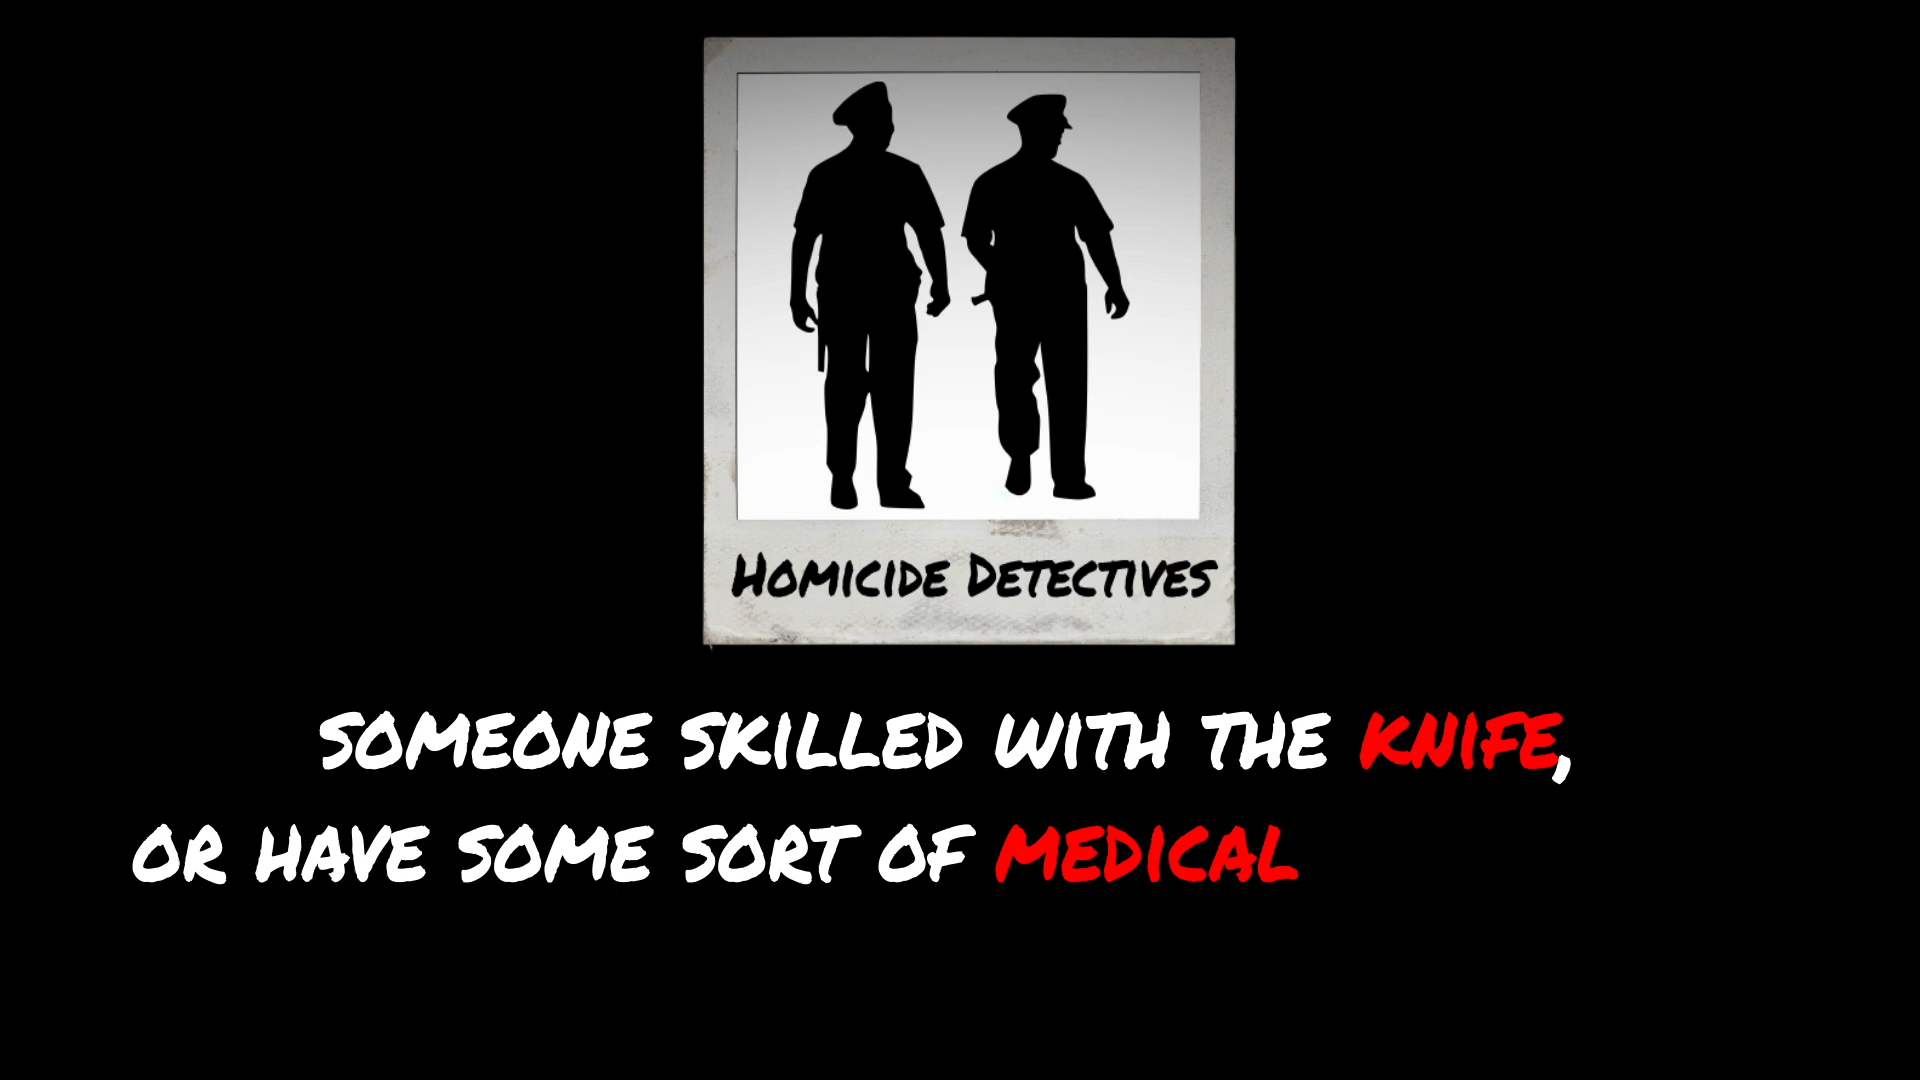 Homicide Detectives
SOMEONE SKILLED WITH THE KNIFE,
OR HAVE SOME SORT OF MEDICAL